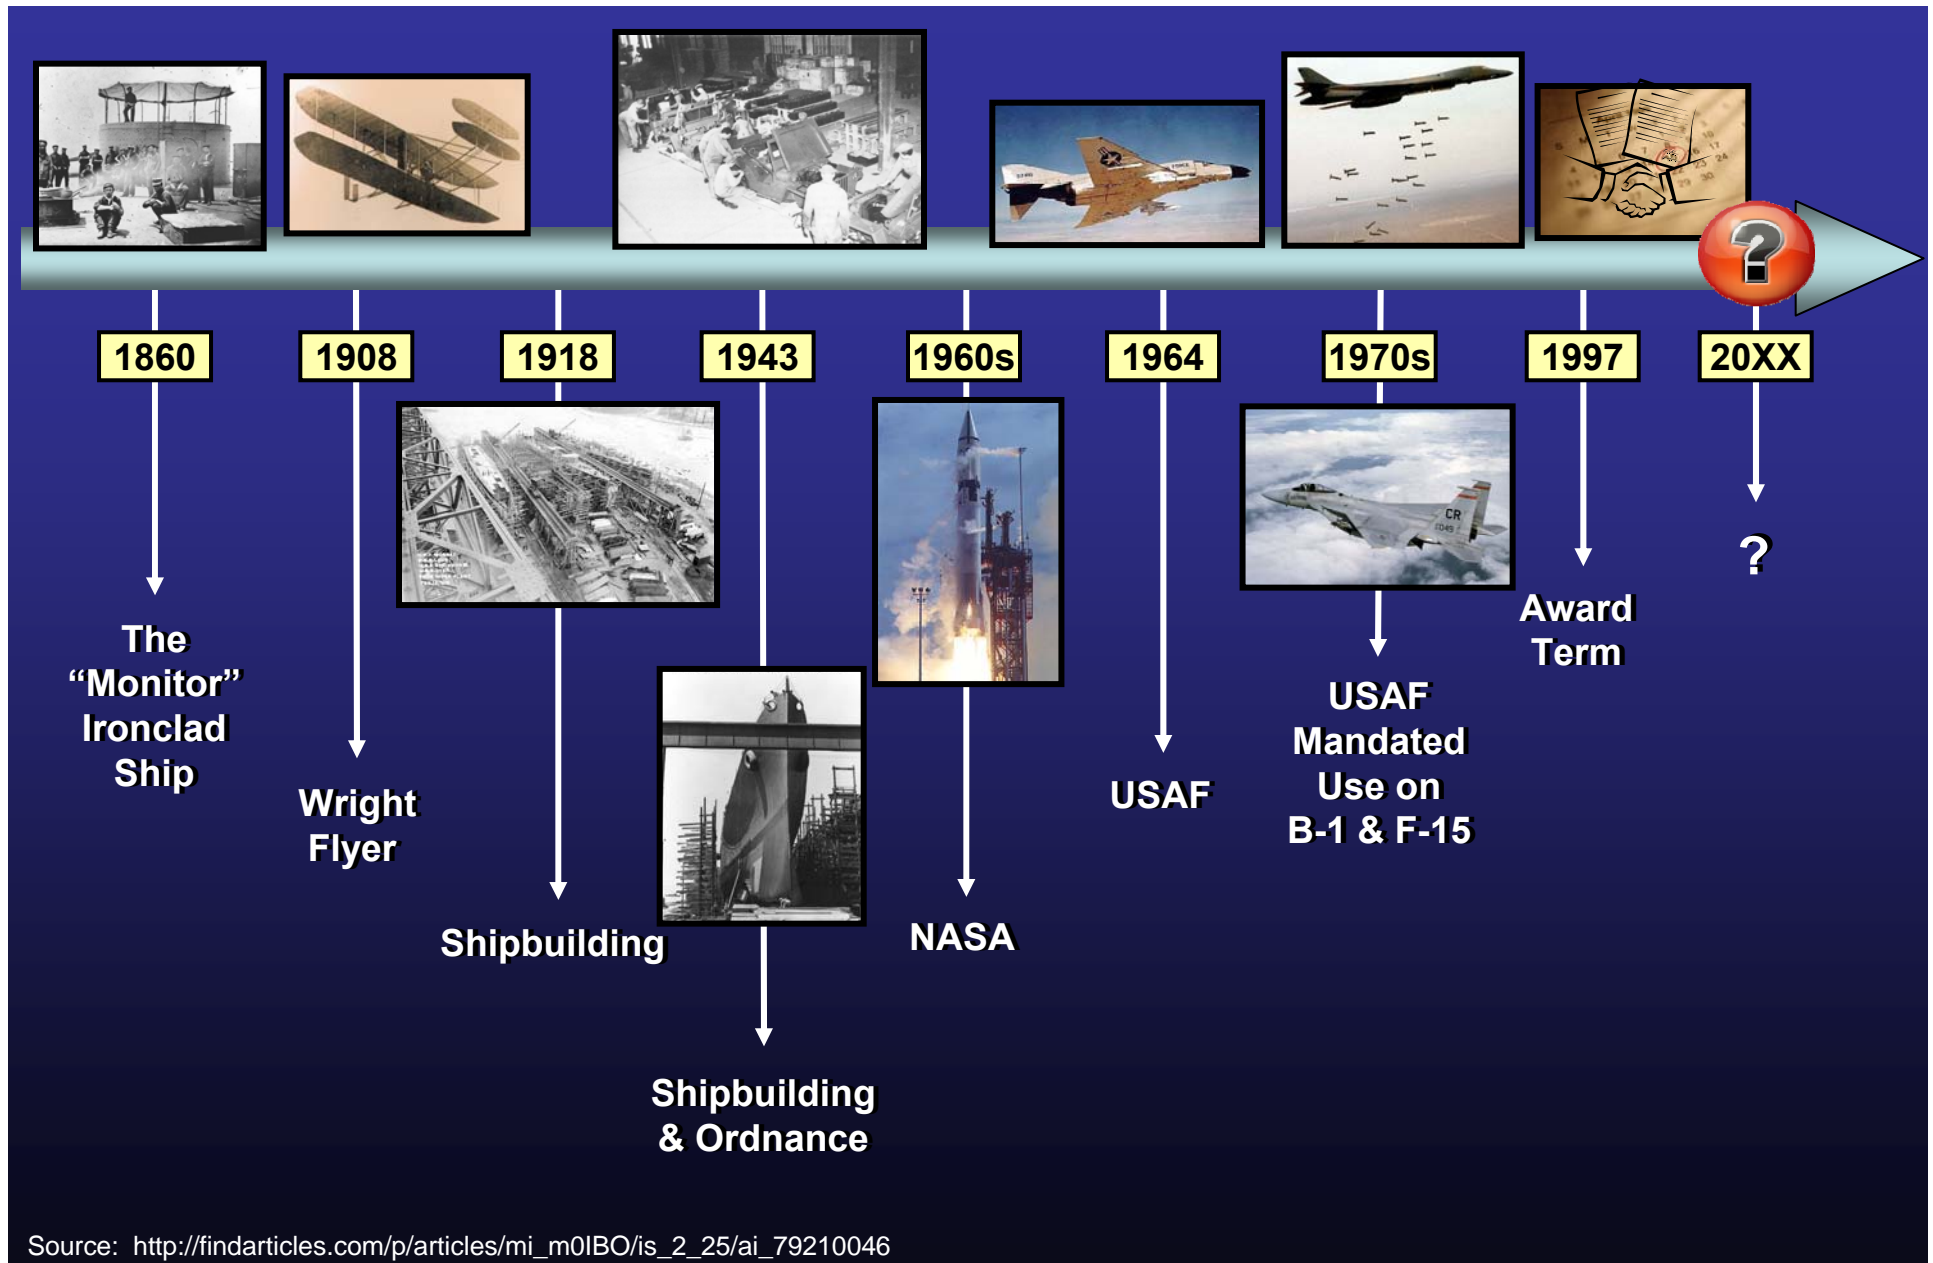 1860
1908
1918
1943
1960s
1964
1970s
1997
20XX
The
“Monitor”
Ironclad
Ship
Wright
Flyer
Shipbuilding
Shipbuilding
& Ordnance
NASA
USAF
USAF
Mandated
Use on
B-1 & F-15
CR
Award
Term
?
?
Source: http://findarticles.com/p/articles/mi_m0IBO/is_2_25/ai_79210046